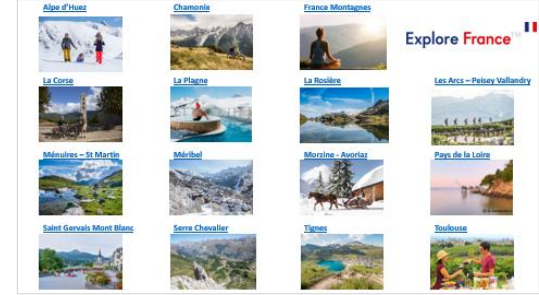 Alpe d'Huez
Chamonix
France Montagnes
Explore France
La Corse
La Plagne
La Rosière
Les Arcs – Peisey Vallandry
Ménuires – St Martin
Méribel
Morzine - Avoriaz
Pays de la Loire
Saint Gervais Mont Blanc
Serre Chevalier
Tignes
Toulouse